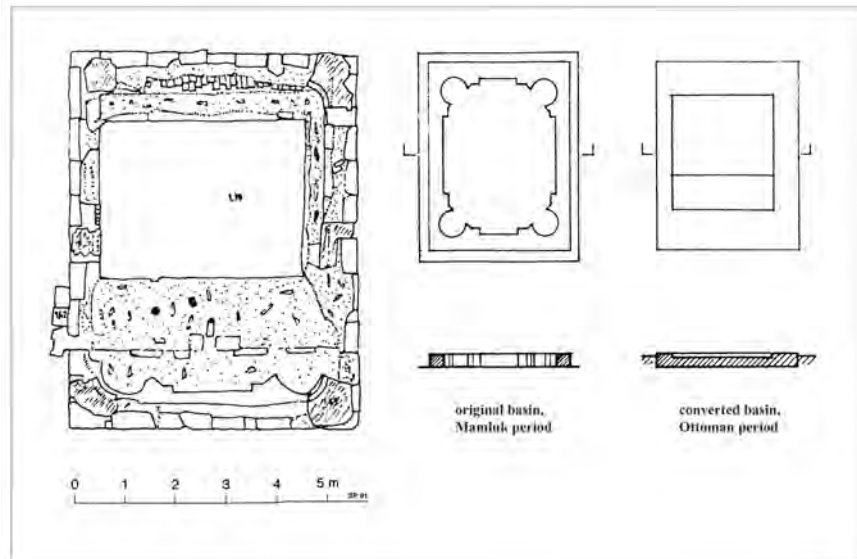 original basin,
Mamluk period
converted basin,
Ottoman period
0 1 2 3 4 5 m